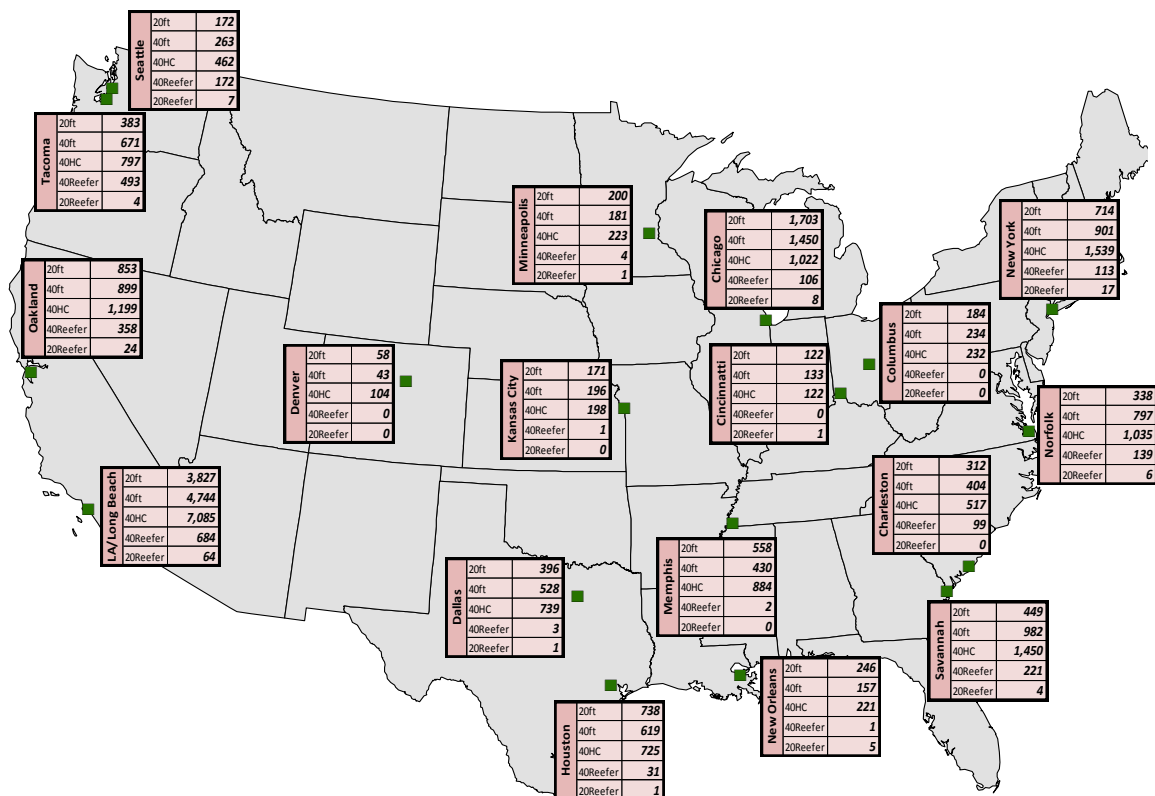 Seattle
20ft 172
40ft 263
40HC 462
40Reefer 172
20Reefer 7
Tacoma
20ft 383
40ft 671
40HC 797
40Reefer 493
20Reefer 4
Minneapolis
20ft 200
40ft 181
40HC 223
40Reefer 4
20Reefer 1
Chicago
20ft 1,703
40ft 1,450
40HC 1,022
40Reefer 106
20Reefer 8
New York
20ft 714
40ft 901
40HC 1,539
40Reefer 113
20Reefer 17
Oakland
20ft 853
40ft 899
40HC 1,199
40Reefer 358
20Reefer 24
Denver
20ft 58
40ft 43
40HC 104
40Reefer 0
20Reefer 0
Kansas City
20ft 171
40ft 196
40HC 198
40Reefer 1
20Reefer 0
Cincinnatti
20ft 122
40ft 133
40HC 122
40Reefer 0
20Reefer 1
Columbus
20ft 184
40ft 234
40HC 232
40Reefer 0
20Reefer 0
Norfolk
20ft 338
40ft 797
40HC 1,035
40Reefer 139
20Reefer 6
LA/Long Beach
20ft 3,827
40ft 4,744
40HC 7,085
40Reefer 684
20Reefer 64
Charleston
20ft 312
40ft 404
40HC 517
40Reefer 99
20Reefer 0
Dallas
20ft 396
40ft 528
40HC 739
40Reefer 3
20Reefer 1
Memphis
20ft 558
40ft 430
40HC 884
40Reefer 2
20Reefer 0
Savannah
20ft 449
40ft 982
40HC 1,450
40Reefer 221
20Reefer 4
New Orleans
20ft 246
40ft 157
40HC 221
40Reefer 1
20Reefer 5
Houston
20ft 738
40ft 619
40HC 725
40Reefer 31
20Reefer 1